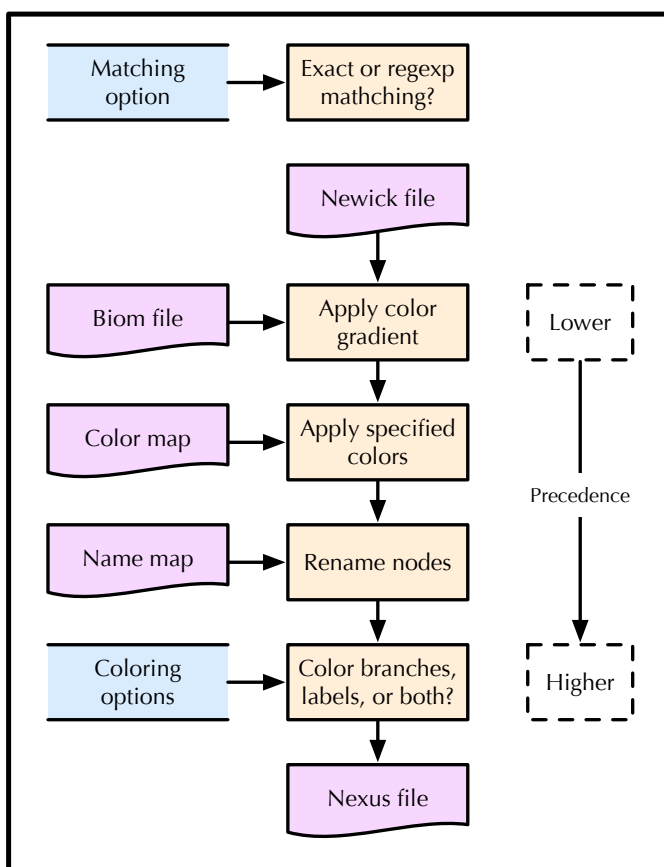 Matching
option
Exact or regexp
mathching?
Newick file
Biom file
Apply color
gradient
Lower
Color map
Apply specified
colors
Precedence
Name map
Rename nodes
Coloring
options
Color branches,
labels, or both?
Higher
Nexus file